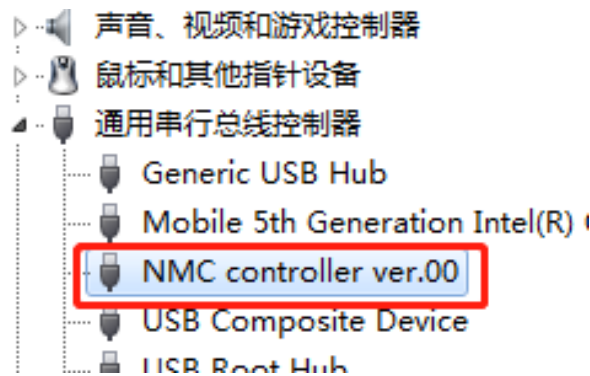 声音、视频和游戏控制器
鼠标和其他指针设备
通用串行总线控制器
Generic USB Hub
Mobile 5th Generation Intel(R)
NMC controller ver.00
USB Composite Device
USB Root Hub